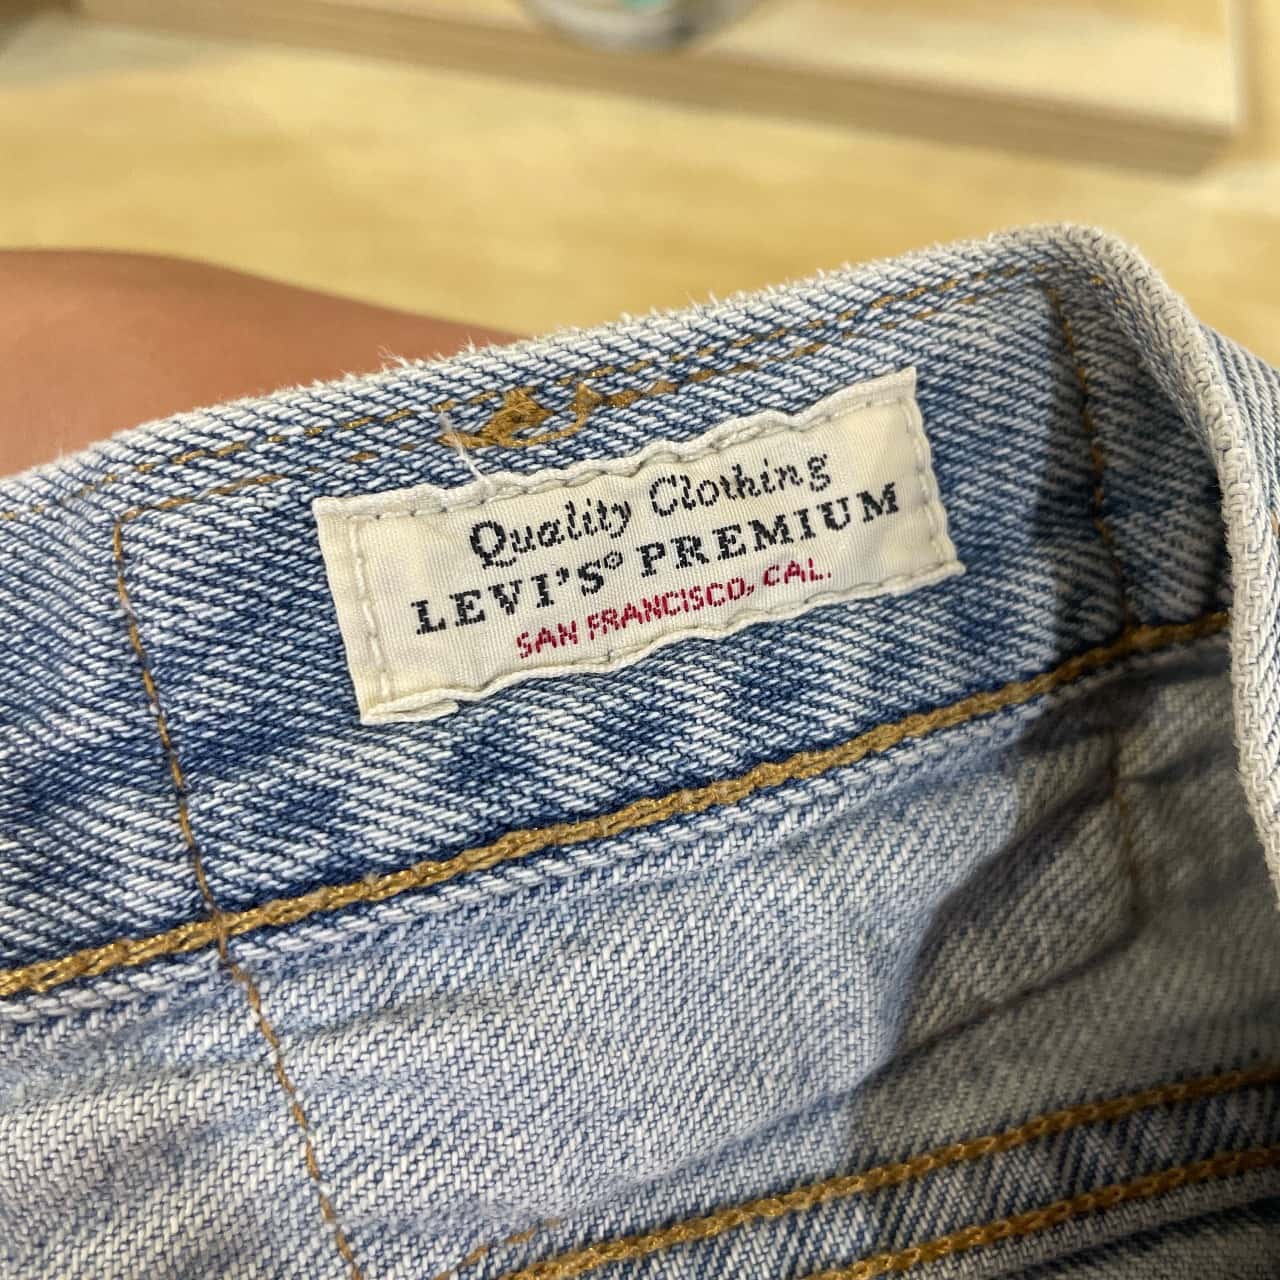 Quality Clothing
LEVI'S® PREMIUM
SAN FRANCISCO, CAL.